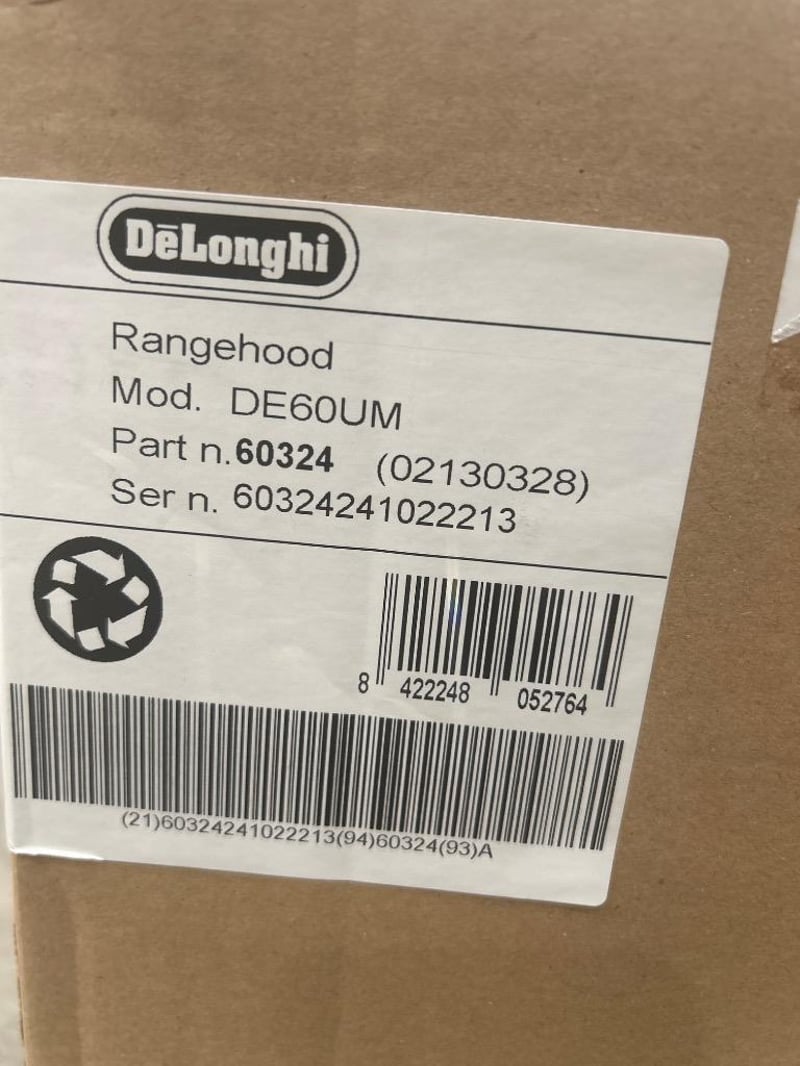 DēLonghi
Rangehood
Mod. DE60UM
Part n.60324 (02130328)
Ser n. 60324241022213
8 422248 052764
(21)60324241022213(94)60324(93)A